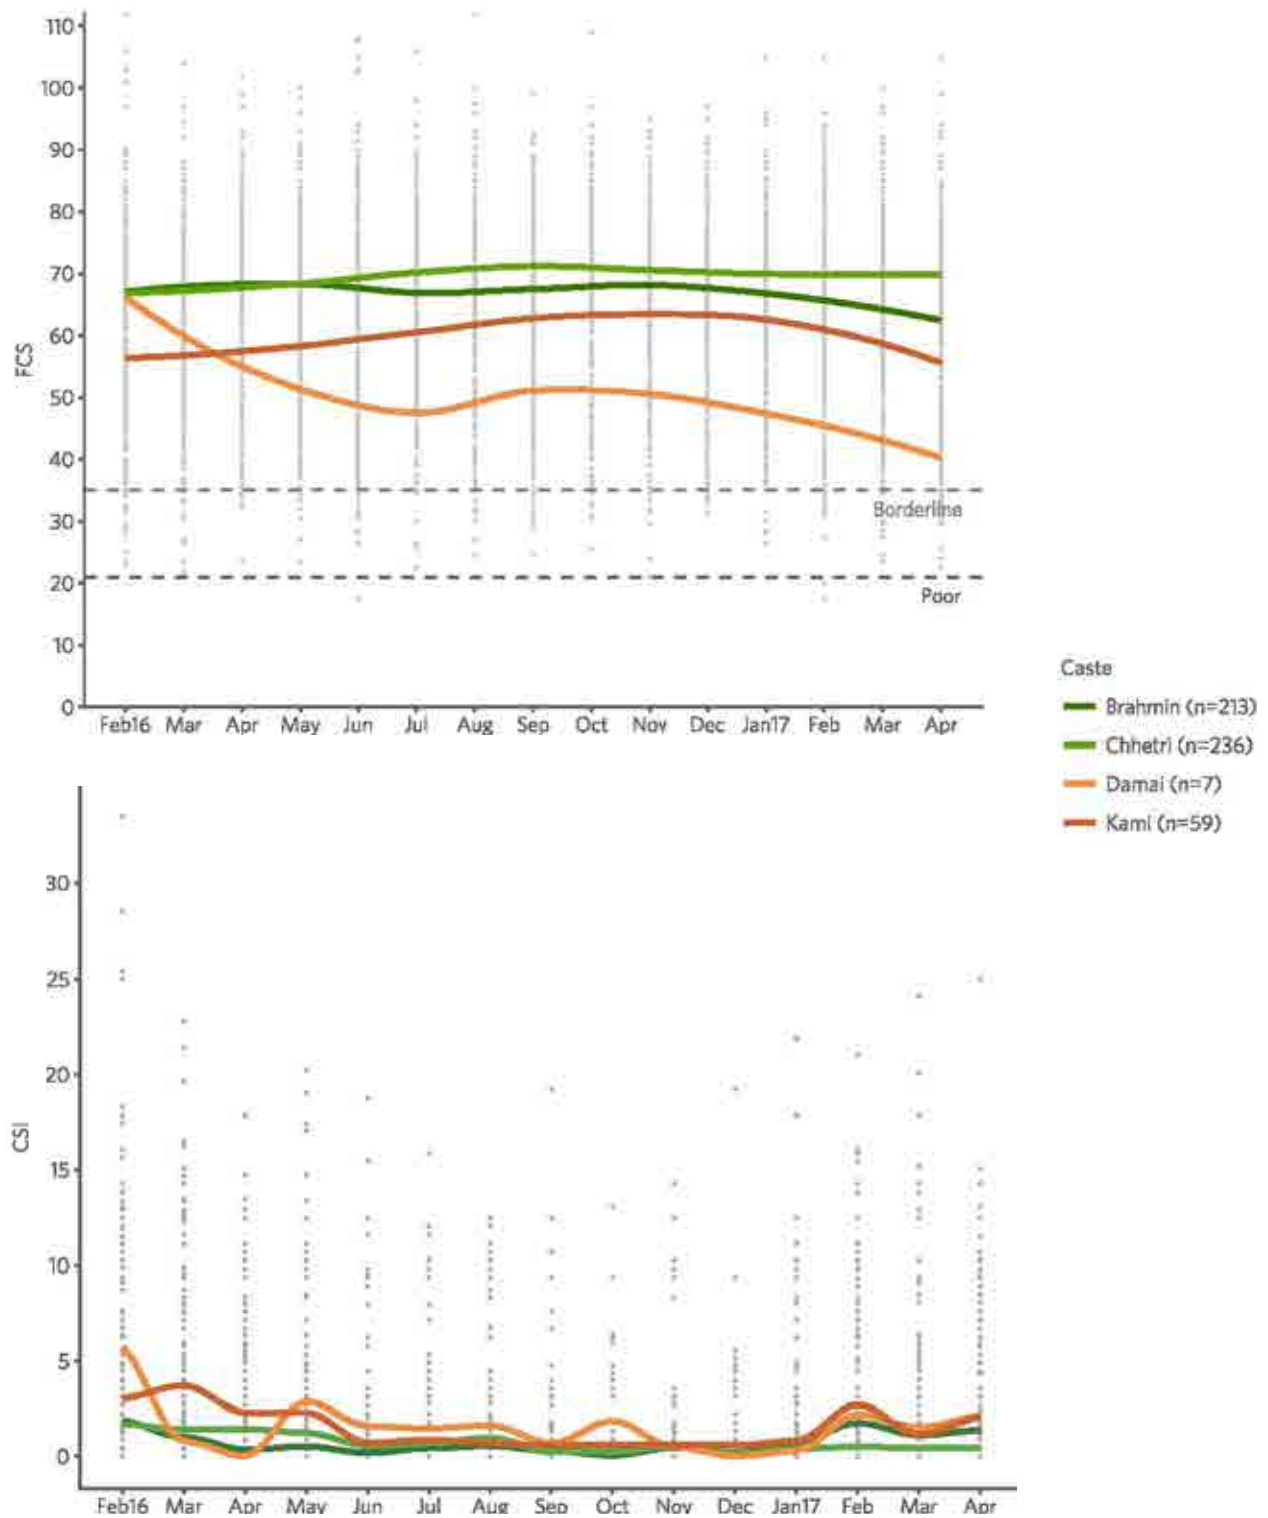 110
100
90
80
70
60
50
40
30
20
10
0
FCS
Borderline
Poor
Feb16 Mar Apr May Jun Jul Aug Sep Oct Nov Dec Jan17 Feb Mar Apr
Caste
Brahmin (n=213)
Chhetri (n=236)
Damai (n=7)
Kami (n=59)
30
25
20
15
10
5
0
CSI
Feb16 Mar Apr May Jun Jul Aug Sep Oct Nov Dec Jan17 Feb Mar Apr